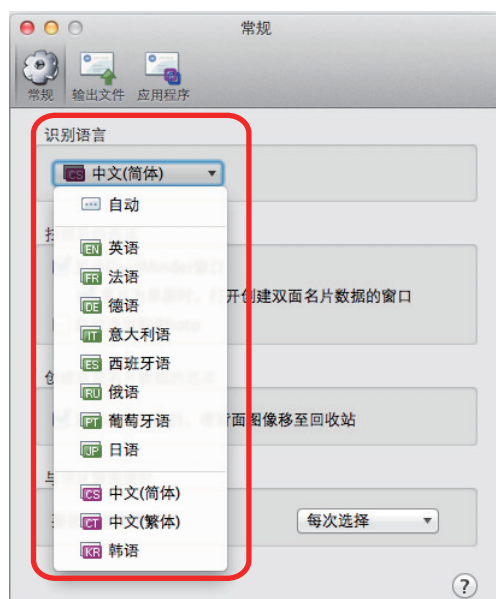 常规
常规 输出文件 应用程序
识别语言
CS 中文(简体)
自动
EN 英语
FR 法语
DE 德语
开创建双面名片数据的窗口
IT 意大利语
ES 西班牙语
RU 俄语
PT 葡萄牙语
面图像移至回收站
JP 日语
CS 中文(简体)
CT 中文(繁体)
每次选择
KR 韩语
?